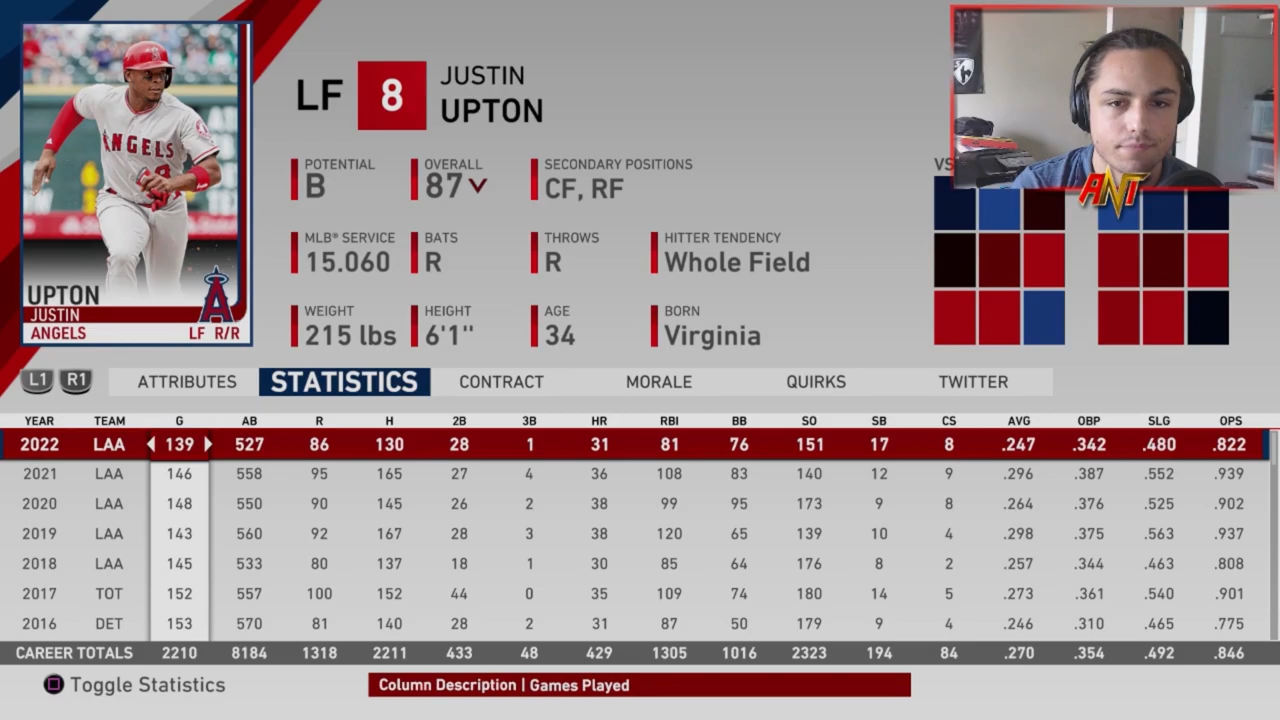 LF 8 JUSTIN
UPTON
POTENTIAL OVERALL SECONDARY POSITIONS
B 87 CF, RF
MLB® SERVICE BATS THROWS HITTER TENDENCY
15.060 R R Whole Field
WEIGHT HEIGHT AGE BORN
215 lbs 6'1" 34 Virginia
ANGELS
UPTON
JUSTIN
ANGELS LF R/R
VS
ANT
L1 R1 ATTRIBUTES STATISTICS CONTRACT MORALE QUIRKS TWITTER
YEAR TEAM G AB R H 2B 3B HR RBI BB SO SB CS AVG OBP SLG OPS
2022 LAA 139 527 86 130 28 1 31 81 76 151 17 8 .247 .342 .480 .822
2021 LAA 146 558 95 165 27 4 36 108 83 140 12 9 .296 .387 .552 .939
2020 LAA 148 550 90 145 26 2 38 99 95 173 9 8 .264 .376 .525 .902
2019 LAA 143 560 92 167 28 3 38 120 65 139 10 4 .298 .375 .563 .937
2018 LAA 145 533 80 137 18 1 30 85 64 176 8 2 .257 .344 .463 .808
2017 TOT 152 557 100 152 44 0 35 109 74 180 14 5 .273 .361 .540 .901
2016 DET 153 570 81 140 28 2 31 87 50 179 9 4 .246 .310 .465 .775
CAREER TOTALS 2210 8184 1318 2211 433 48 429 1305 1016 2323 194 84 .270 .354 .492 .846
Toggle Statistics Column Description | Games Played